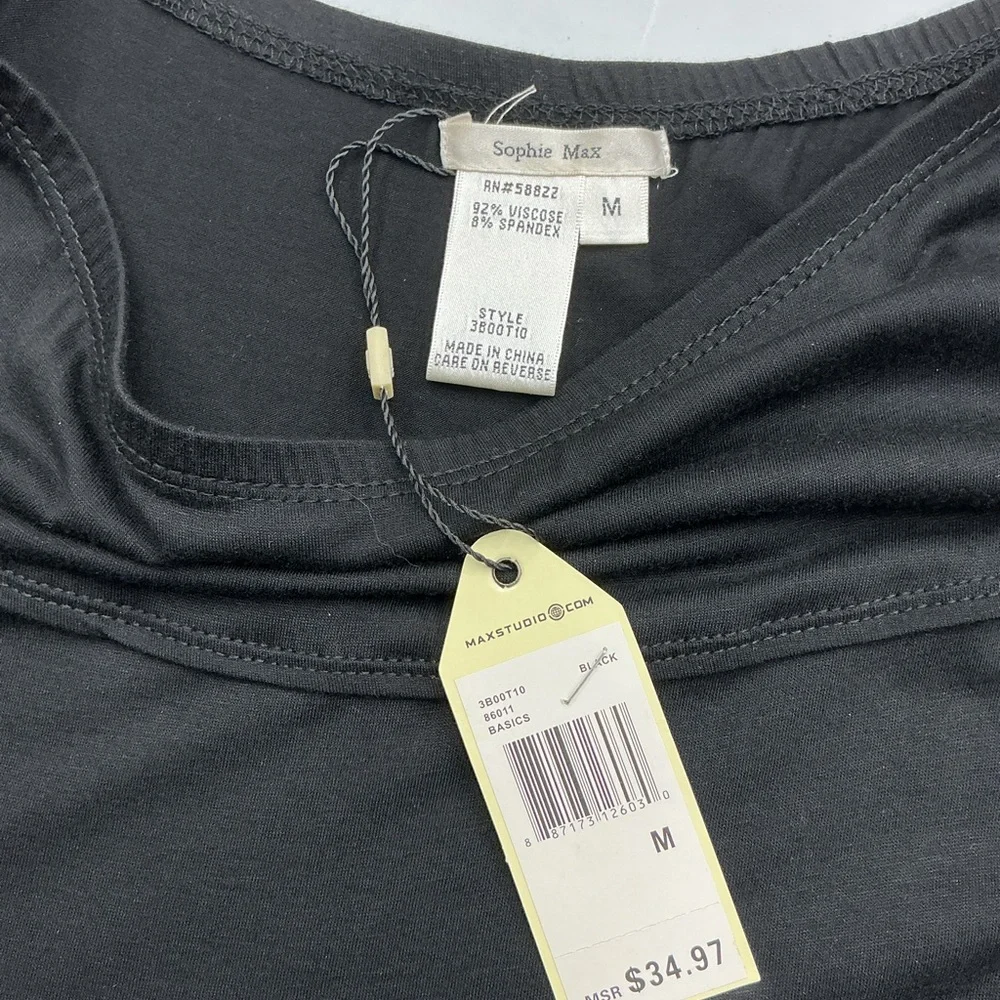 Sophie Max
RN#58822
92% VISCOSE
8% SPANDEX
M
STYLE
3B00T10
MADE IN CHINA
CARE ON REVERSE
MAXSTUDIO COM
BLACK
3B00T10
86011
BASICS
8 87173 12603 0
M
MSR $34.97